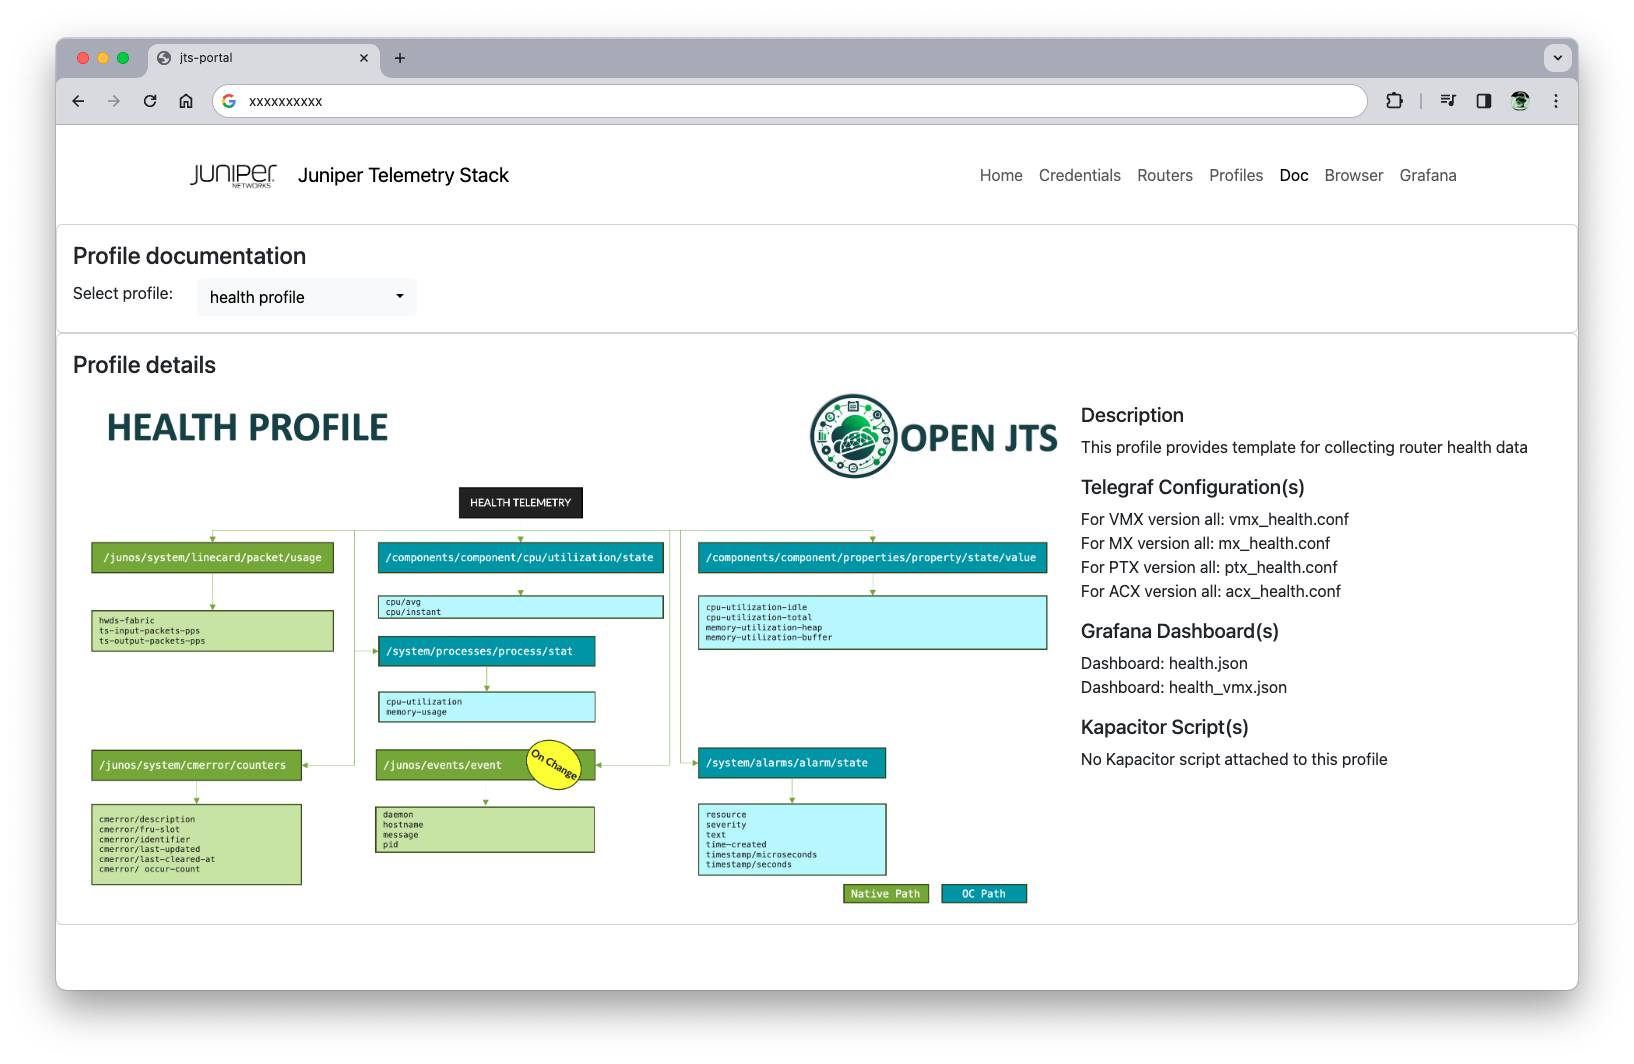 jts-portal
xxxxxxxxxx
JUNIPER
NETWORKS
Juniper Telemetry Stack
Home Credentials Routers Profiles Doc Browser Grafana
Profile documentation
Select profile: health profile
Profile details
HEALTH PROFILE
OPEN JTS
HEALTH TELEMETRY
/junos/system/linecard/packet/usage
hwds-fabric
ts-input-packets-pps
ts-output-packets-pps
/components/component/cpu/utilization/state
cpu/avg
cpu/instant
/components/component/properties/property/state/value
cpu-utilization-idle
cpu-utilization-total
memory-utilization-heap
memory-utilization-buffer
/system/processes/process/stat
cpu-utilization
memory-usage
/junos/system/cmerror/counters
cmerror/description
cmerror/fru-slot
cmerror/identifier
cmerror/last-updated
cmerror/last-cleared-at
cmerror/ occur-count
/junos/events/event
On Change
daemon
hostname
message
pid
/system/alarms/alarm/state
resource
severity
text
time-created
timestamp/microseconds
timestamp/seconds
Native Path
OC Path
Description
This profile provides template for collecting router health data
Telegraf Configuration(s)
For VMX version all: vmx_health.conf
For MX version all: mx_health.conf
For PTX version all: ptx_health.conf
For ACX version all: acx_health.conf
Grafana Dashboard(s)
Dashboard: health.json
Dashboard: health_vmx.json
Kapacitor Script(s)
No Kapacitor script attached to this profile